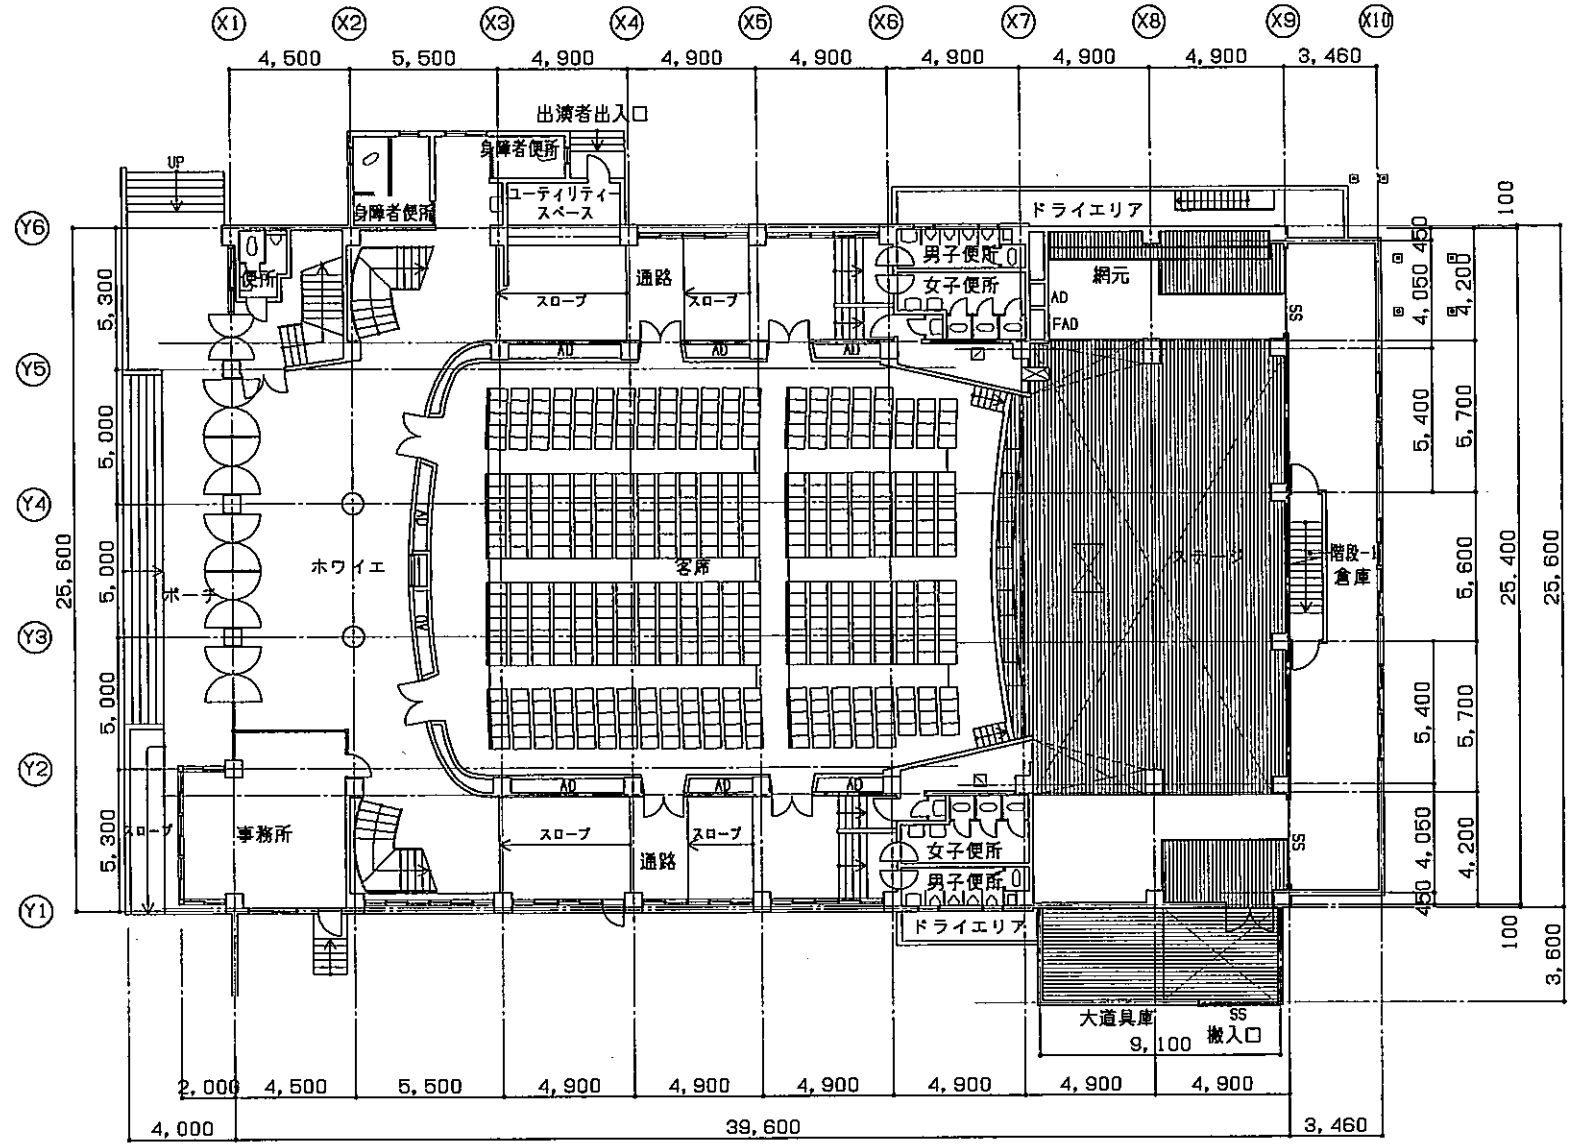 X1 X2 X3 X4 X5 X6 X7 X8 X9 X10
4,500 5,500 4,900 4,900 4,900 4,900 4,900 4,900 3,460
出演者出入口
身障者便所
UP
ユーティリティー
スペース
身障者便所
ドライエリア
Y6
便所
通路
スロープ
スロープ
男子便所
女子便所
網元
AD
FAD
SS
AD
AD
AD
Y5
Y4
AD
ホワイエ
客席
ステージ
階段-1
倉庫
ポーチ
AD
Y3
Y2
AD
AD
AD
スロープ
事務所
スロープ
通路
スロープ
女子便所
男子便所
SS
Y1
ドライエリア
大道具庫
SS
搬入口
9,100
5,300
5,000
5,000
5,000
5,300
25,600
100
450
4,050
4,200
5,400
5,700
5,600
25,400
25,600
5,400
5,700
4,050
4,200
450
100
3,600
2,000 4,500 5,500 4,900 4,900 4,900 4,900 4,900 4,900
4,000 39,600 3,460